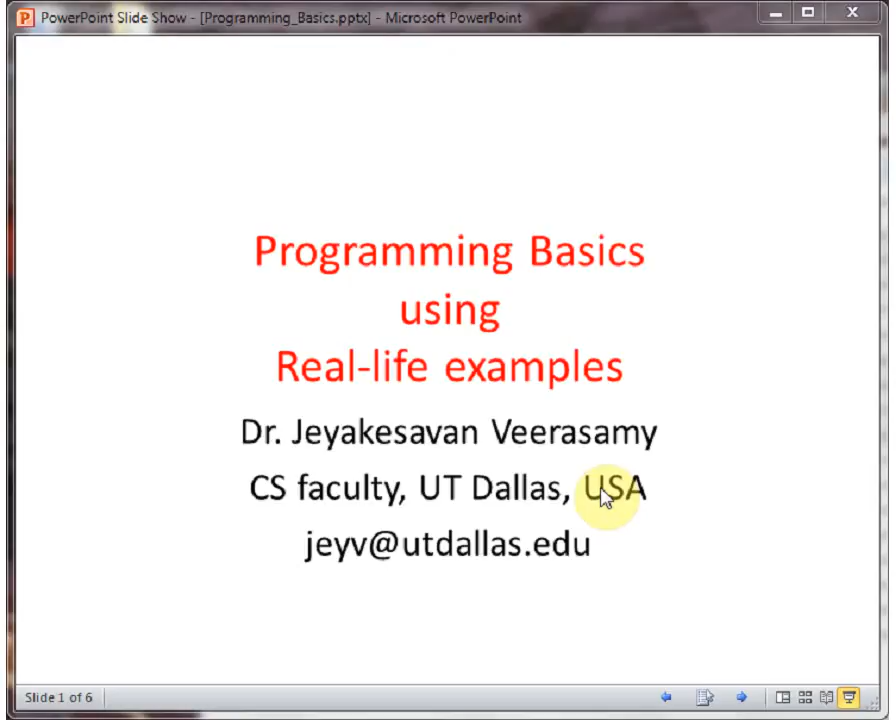 PowerPoint Slide Show - [Programming_Basics.pptx] - Microsoft PowerPoint
Programming Basics
using
Real-life examples
Dr. Jeyakesavan Veerasamy
CS faculty, UT Dallas, USA
jeyv@utdallas.edu
Slide 1 of 6